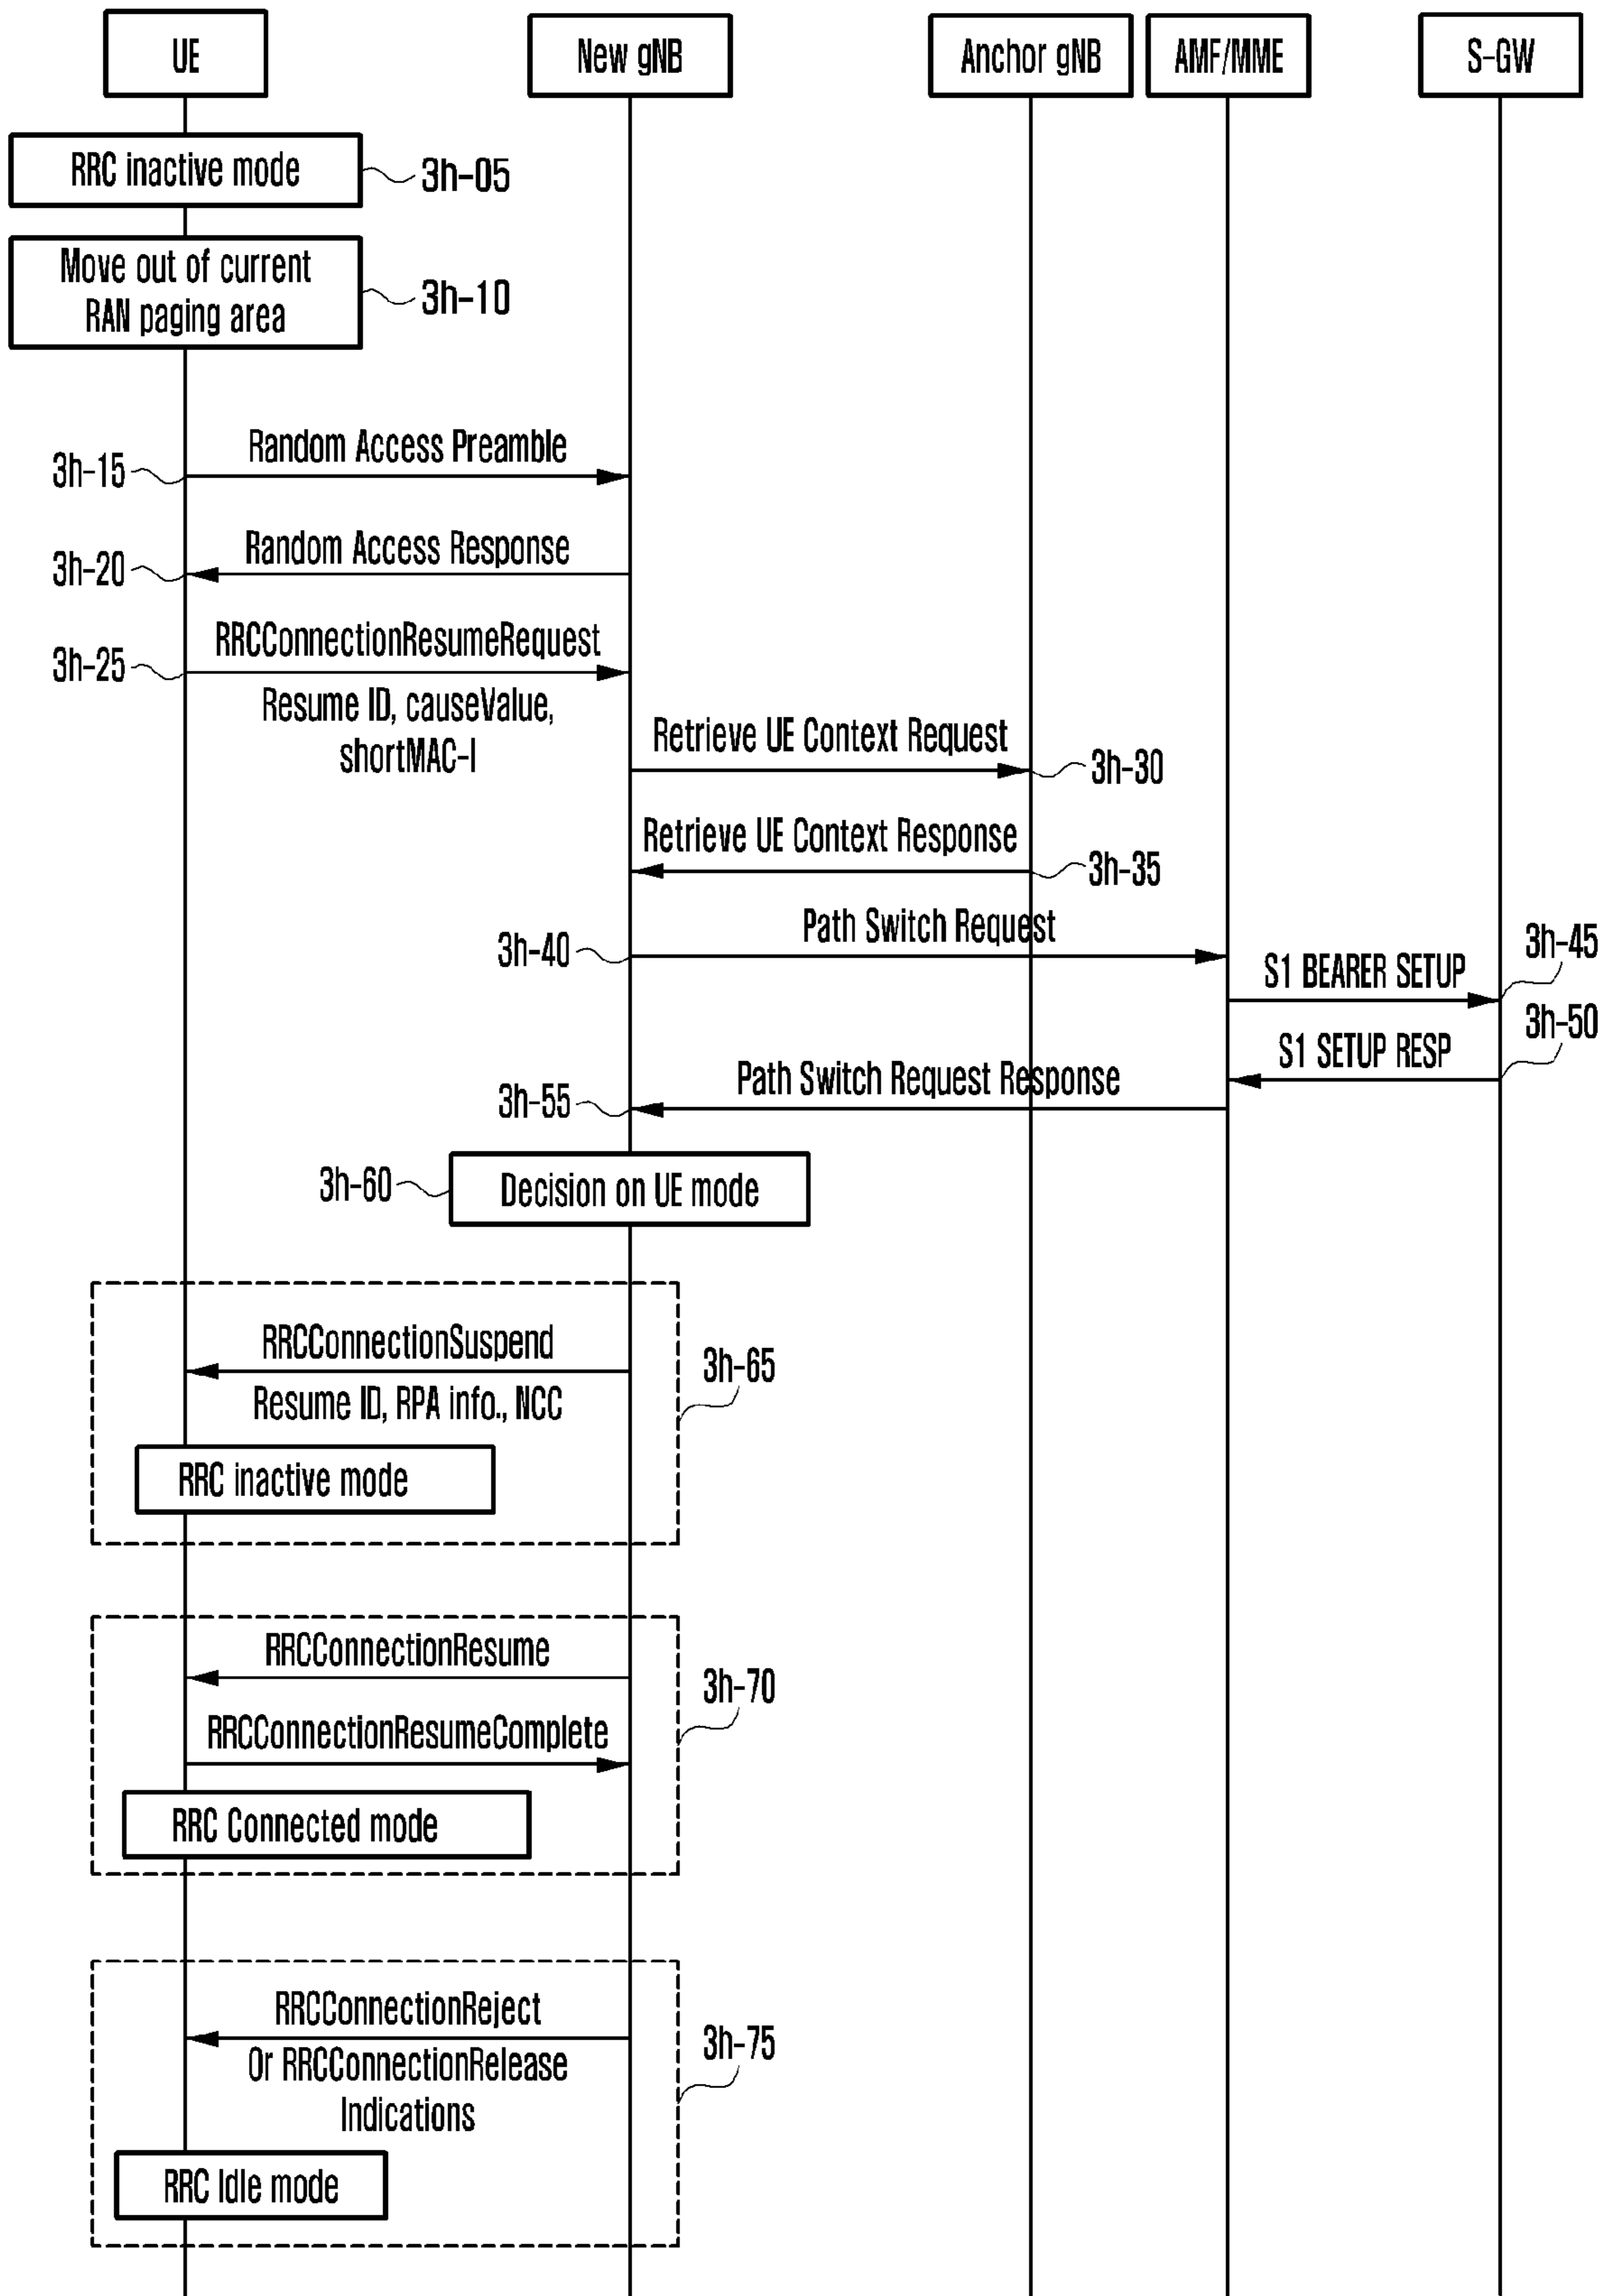 UE
New gNB
Anchor gNB
AMF/MME
S-GW
RRC inactive mode
3h-05
Move out of current
RAN paging area
3h-10
Random Access Preamble
3h-15
Random Access Response
3h-20
RRCConnectionResumeRequest
3h-25
Resume ID, causeValue,
shortMAC-I
Retrieve UE Context Request
3h-30
Retrieve UE Context Response
3h-35
Path Switch Request
3h-40
S1 BEARER SETUP
3h-45
S1 SETUP RESP
3h-50
Path Switch Request Response
3h-55
3h-60
Decision on UE mode
RRCConnectionSuspend
3h-65
Resume ID, RPA info., NCC
RRC inactive mode
RRCConnectionResume
3h-70
RRCConnectionResumeComplete
RRC Connected mode
RRCConnectionReject
3h-75
Or RRCConnectionRelease
Indications
RRC Idle mode